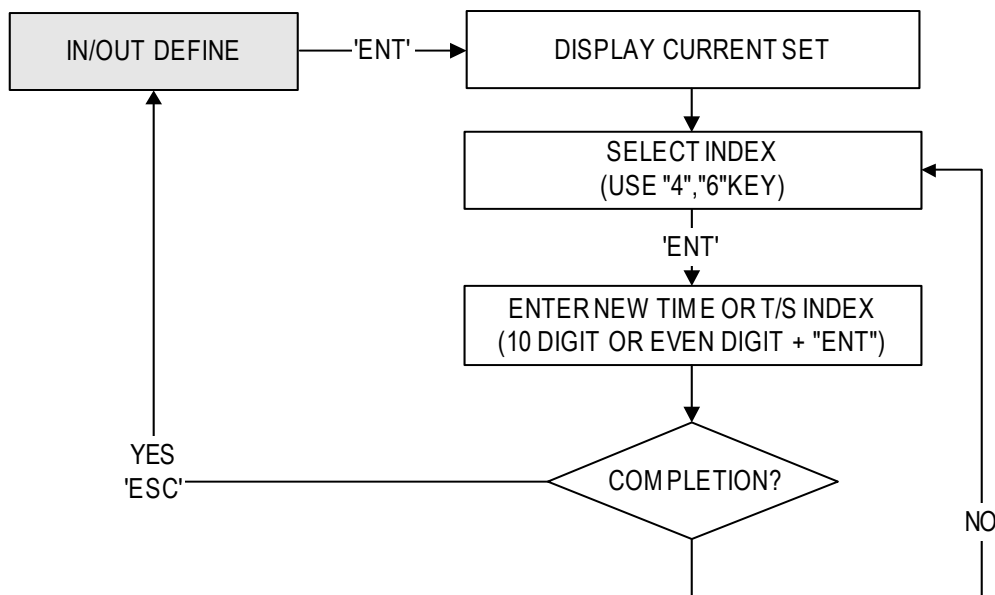 IN/OUT DEFINE
'ENT'
DISPLAY CURRENT SET
SELECT INDEX
(USE "4","6"KEY)
'ENT'
ENTER NEW TIME OR T/S INDEX
(10 DIGIT OR EVEN DIGIT + "ENT")
YES
'ESC'
COMPLETION?
NO